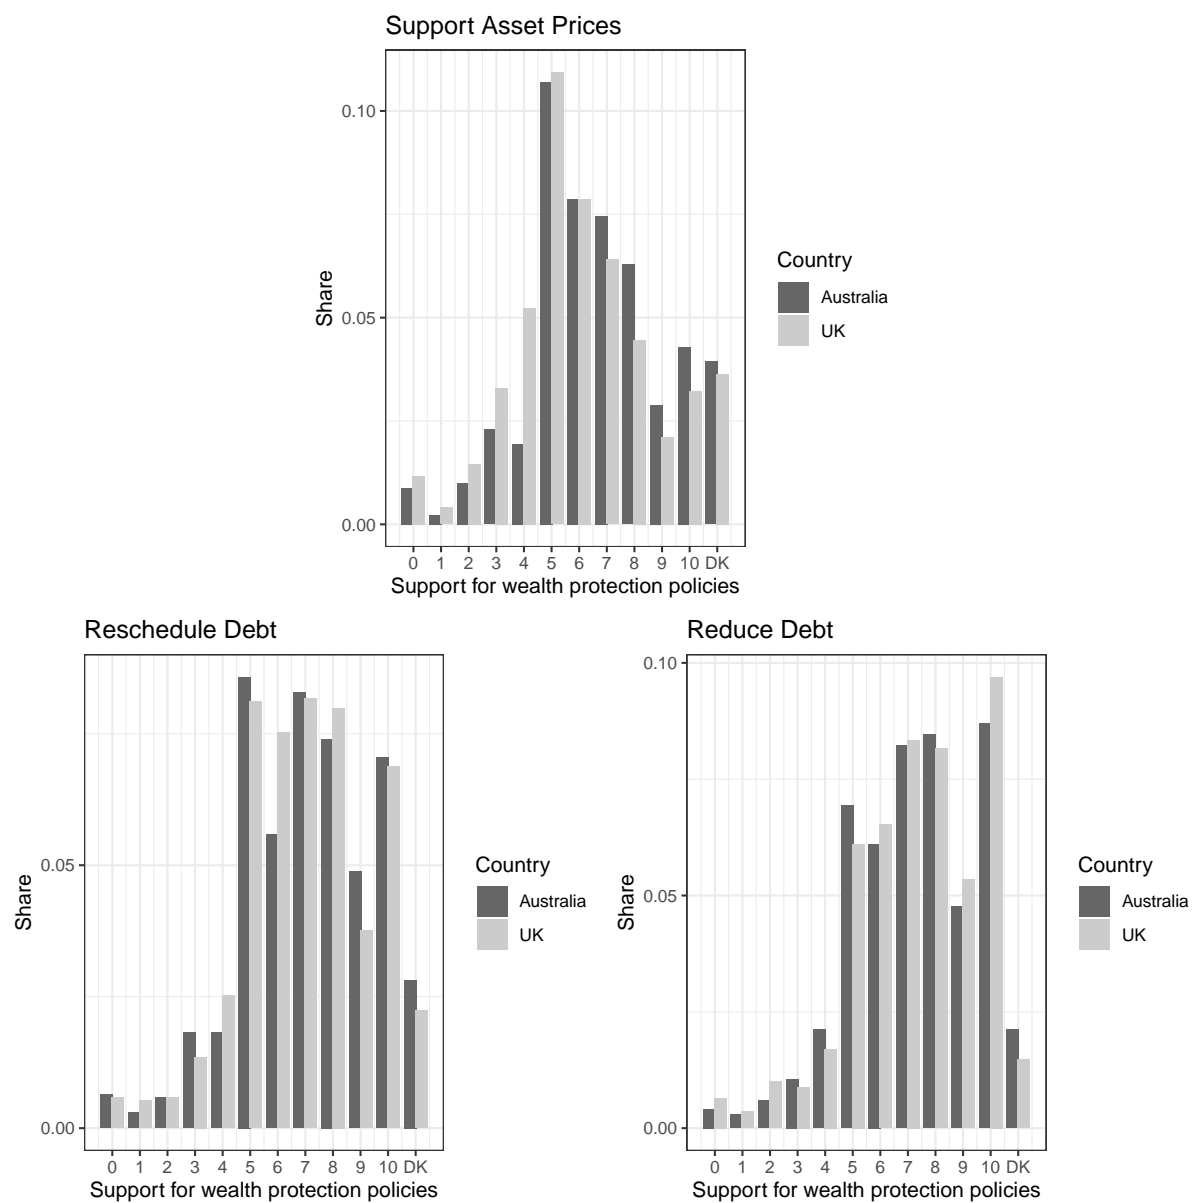 Support Asset Prices
0.10
0.05
0.00
Share
0 1 2 3 4 5 6 7 8 9 10 DK
Support for wealth protection policies
Country
Australia
UK
Reschedule Debt
0.05
0.00
Share
0 1 2 3 4 5 6 7 8 9 10 DK
Support for wealth protection policies
Country
Australia
UK
Reduce Debt
0.10
0.05
0.00
Share
0 1 2 3 4 5 6 7 8 9 10 DK
Support for wealth protection policies
Country
Australia
UK